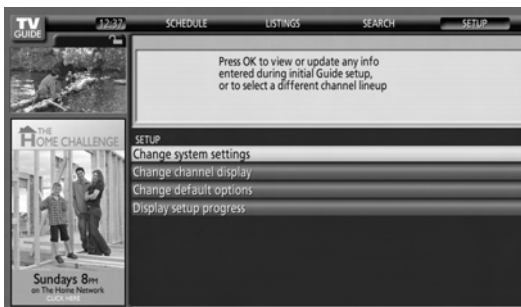 TV
GUIDE
12:37
SCHEDULE
LISTINGS
SEARCH
SETUP
Press OK to view or update any info
entered during initial Guide setup,
or to select a different channel lineup
THE
HOME CHALLENGE
Sundays 8PM
on The Home Network
CLICK HERE
SETUP
Change system settings
Change channel display
Change default options
Display setup progress